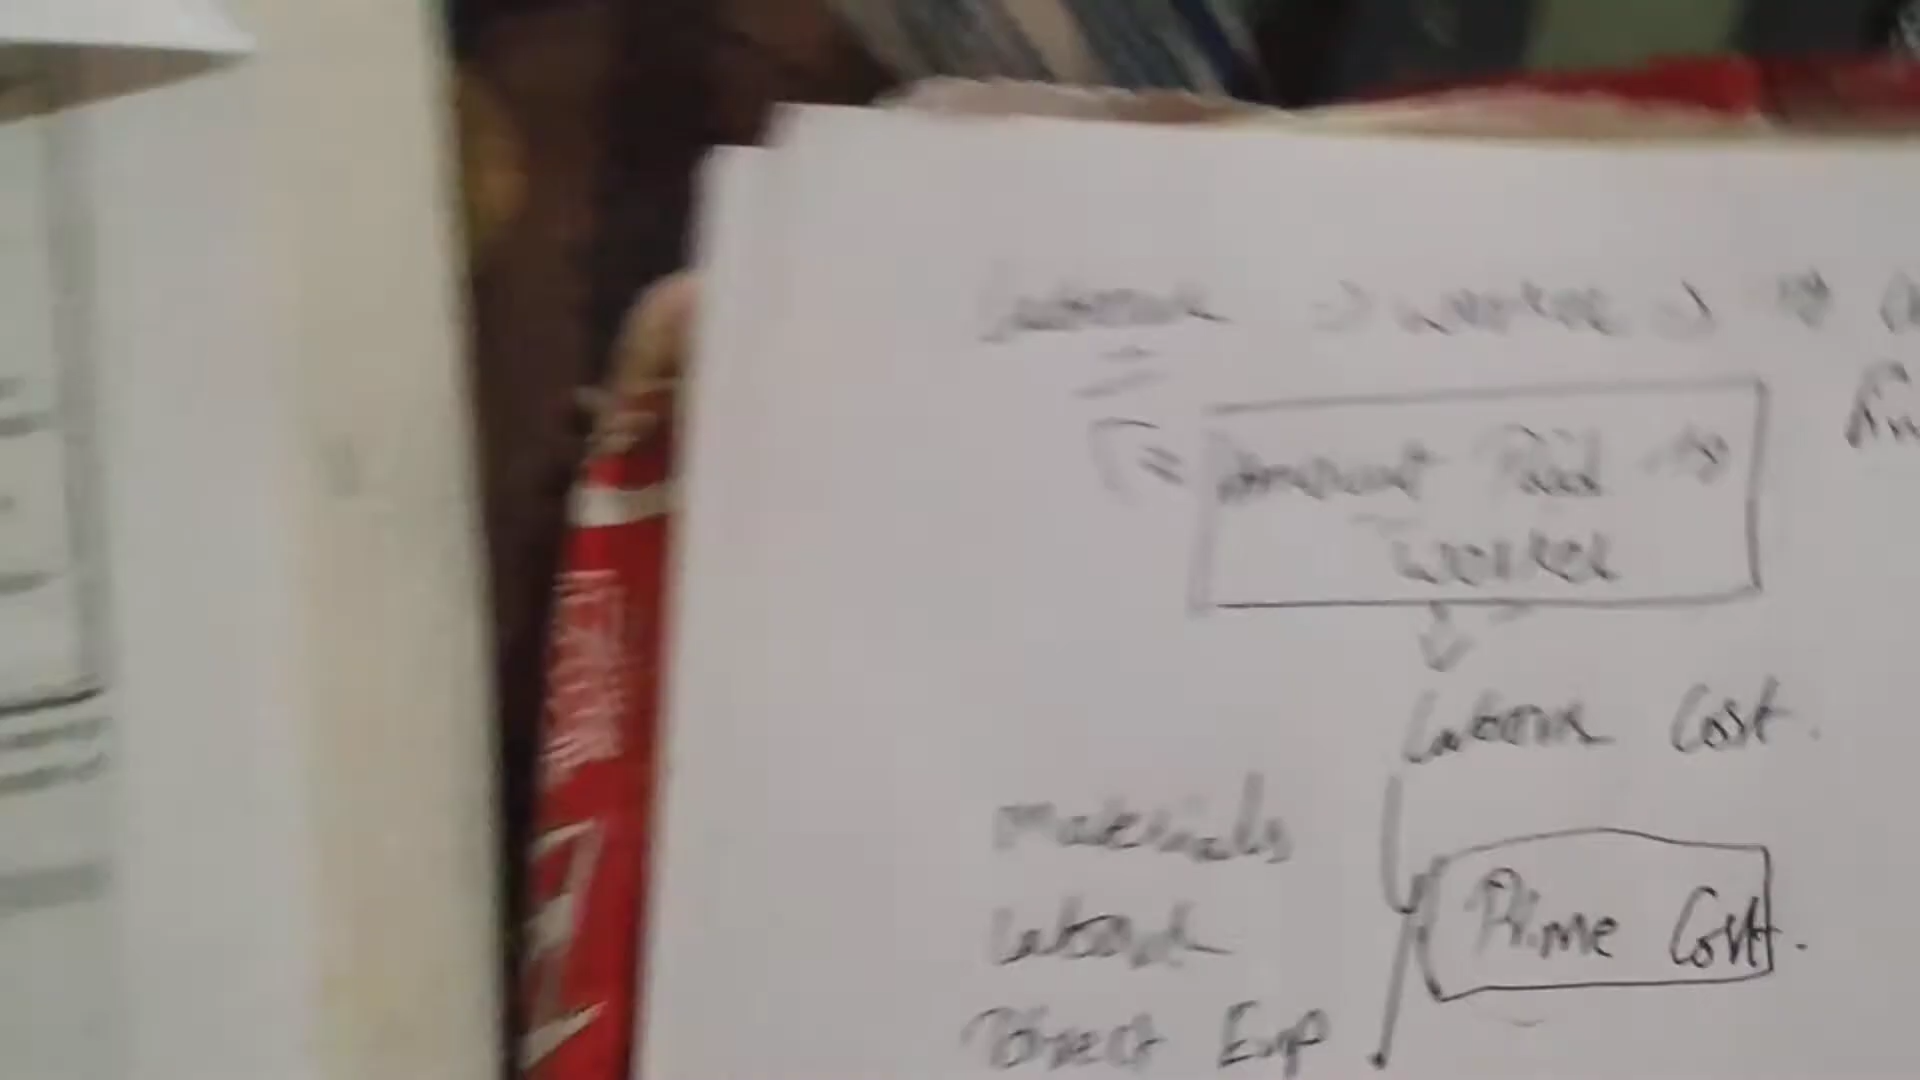 Labour → worker →
Amount Paid to
worker
Labour Cost.
Materials
Labour
Prime Cost.
Direct Exp